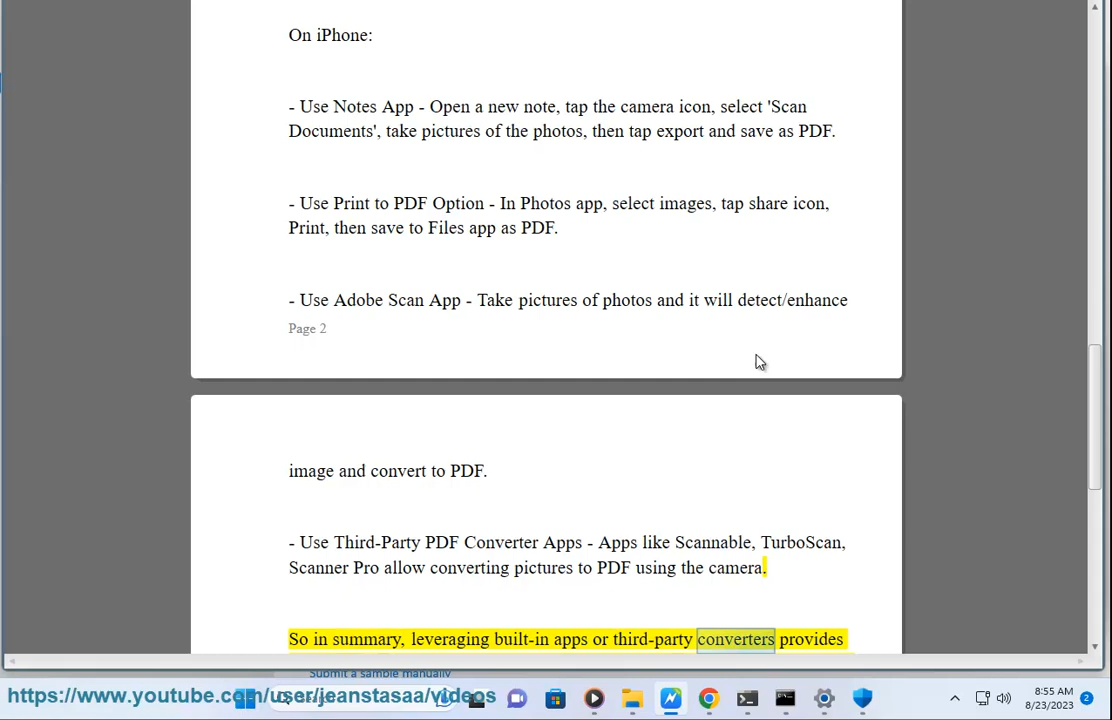 On iPhone:
- Use Notes App - Open a new note, tap the camera icon, select 'Scan
Documents', take pictures of the photos, then tap export and save as PDF.
- Use Print to PDF Option - In Photos app, select images, tap share icon,
Print, then save to Files app as PDF.
- Use Adobe Scan App - Take pictures of photos and it will detect/enhance
Page 2
image and convert to PDF.
- Use Third-Party PDF Converter Apps - Apps like Scannable, TurboScan,
Scanner Pro allow converting pictures to PDF using the camera.
So in summary, leveraging built-in apps or third-party converters provides
Submit a sample manually
https://www.youtube.com/user/jeanstasaa/videos
8:55 AM
8/23/2023
2